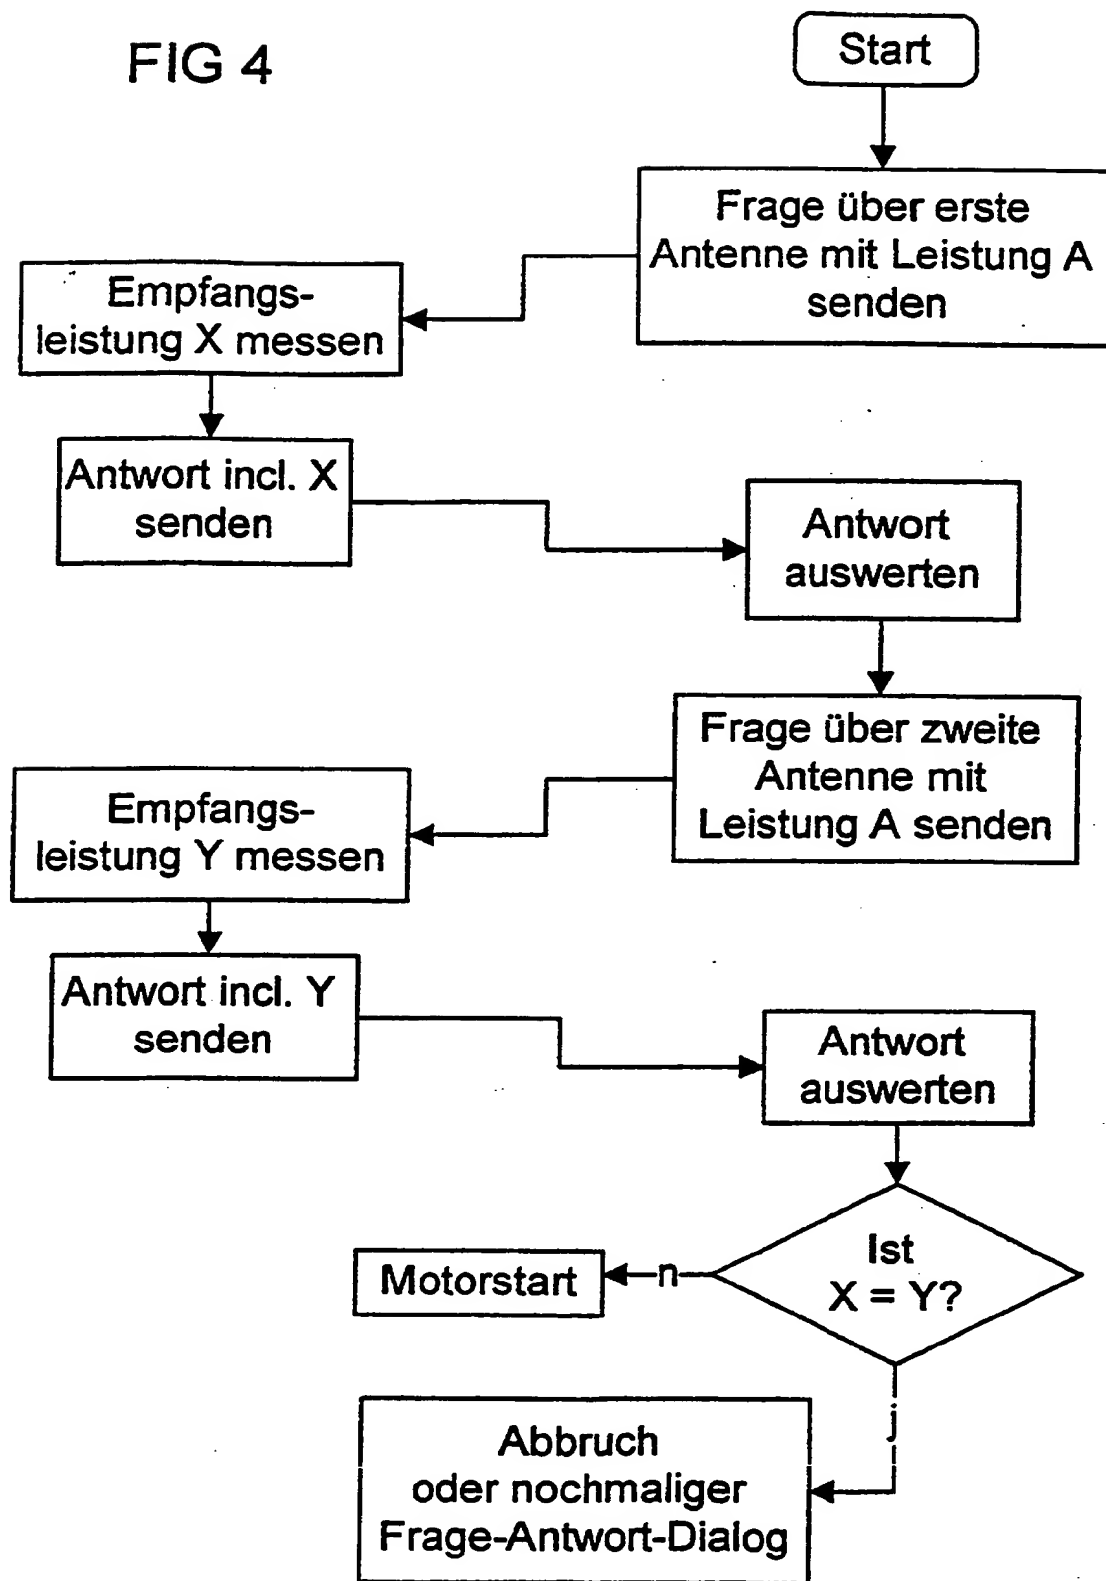 FIG 4
Start
Frage über erste
Antenne mit Leistung A
senden
Empfangs-
leistung X messen
Antwort incl. X
senden
Antwort
auswerten
Frage über zweite
Antenne mit
Leistung A senden
Empfangs-
leistung Y messen
Antwort incl. Y
senden
Antwort
auswerten
Ist
X = Y?
n
Motorstart
j
Abbruch
oder nochmaliger
Frage-Antwort-Dialog